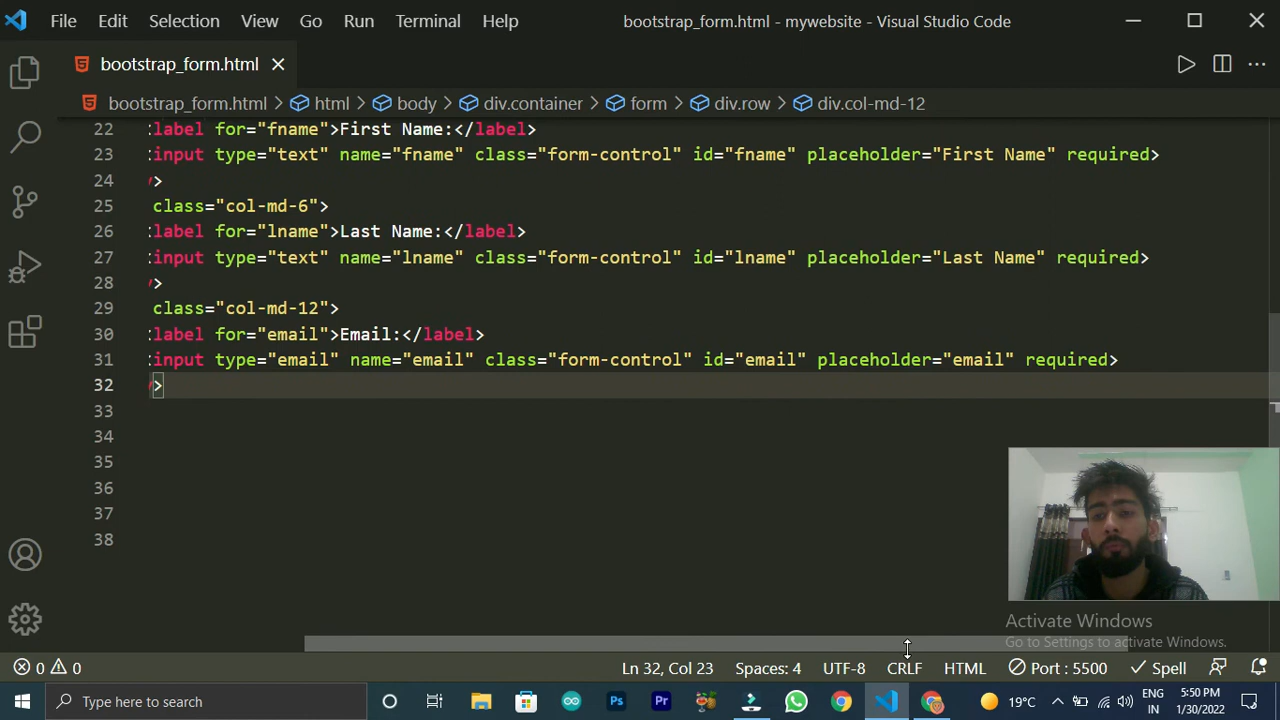 File Edit Selection View Go Run Terminal Help bootstrap_form.html - mywebsite - Visual Studio Code
bootstrap_form.html
bootstrap_form.html > html > body > div.container > form > div.row > div.col-md-12
22 <label for="fname">First Name:</label>
23 <input type="text" name="fname" class="form-control" id="fname" placeholder="First Name" required>
24 >
25 class="col-md-6">
26 <label for="lname">Last Name:</label>
27 <input type="text" name="lname" class="form-control" id="lname" placeholder="Last Name" required>
28 >
29 class="col-md-12">
30 <label for="email">Email:</label>
31 <input type="email" name="email" class="form-control" id="email" placeholder="email" required>
32 >
33
34
35
36
37
38
Activate Windows
Go to Settings to activate Windows.
0 0 Ln 32, Col 23 Spaces: 4 UTF-8 CRLF HTML Port : 5500 Spell
Type here to search Ps Pr 19°C ENG IN 5:50 PM 1/30/2022